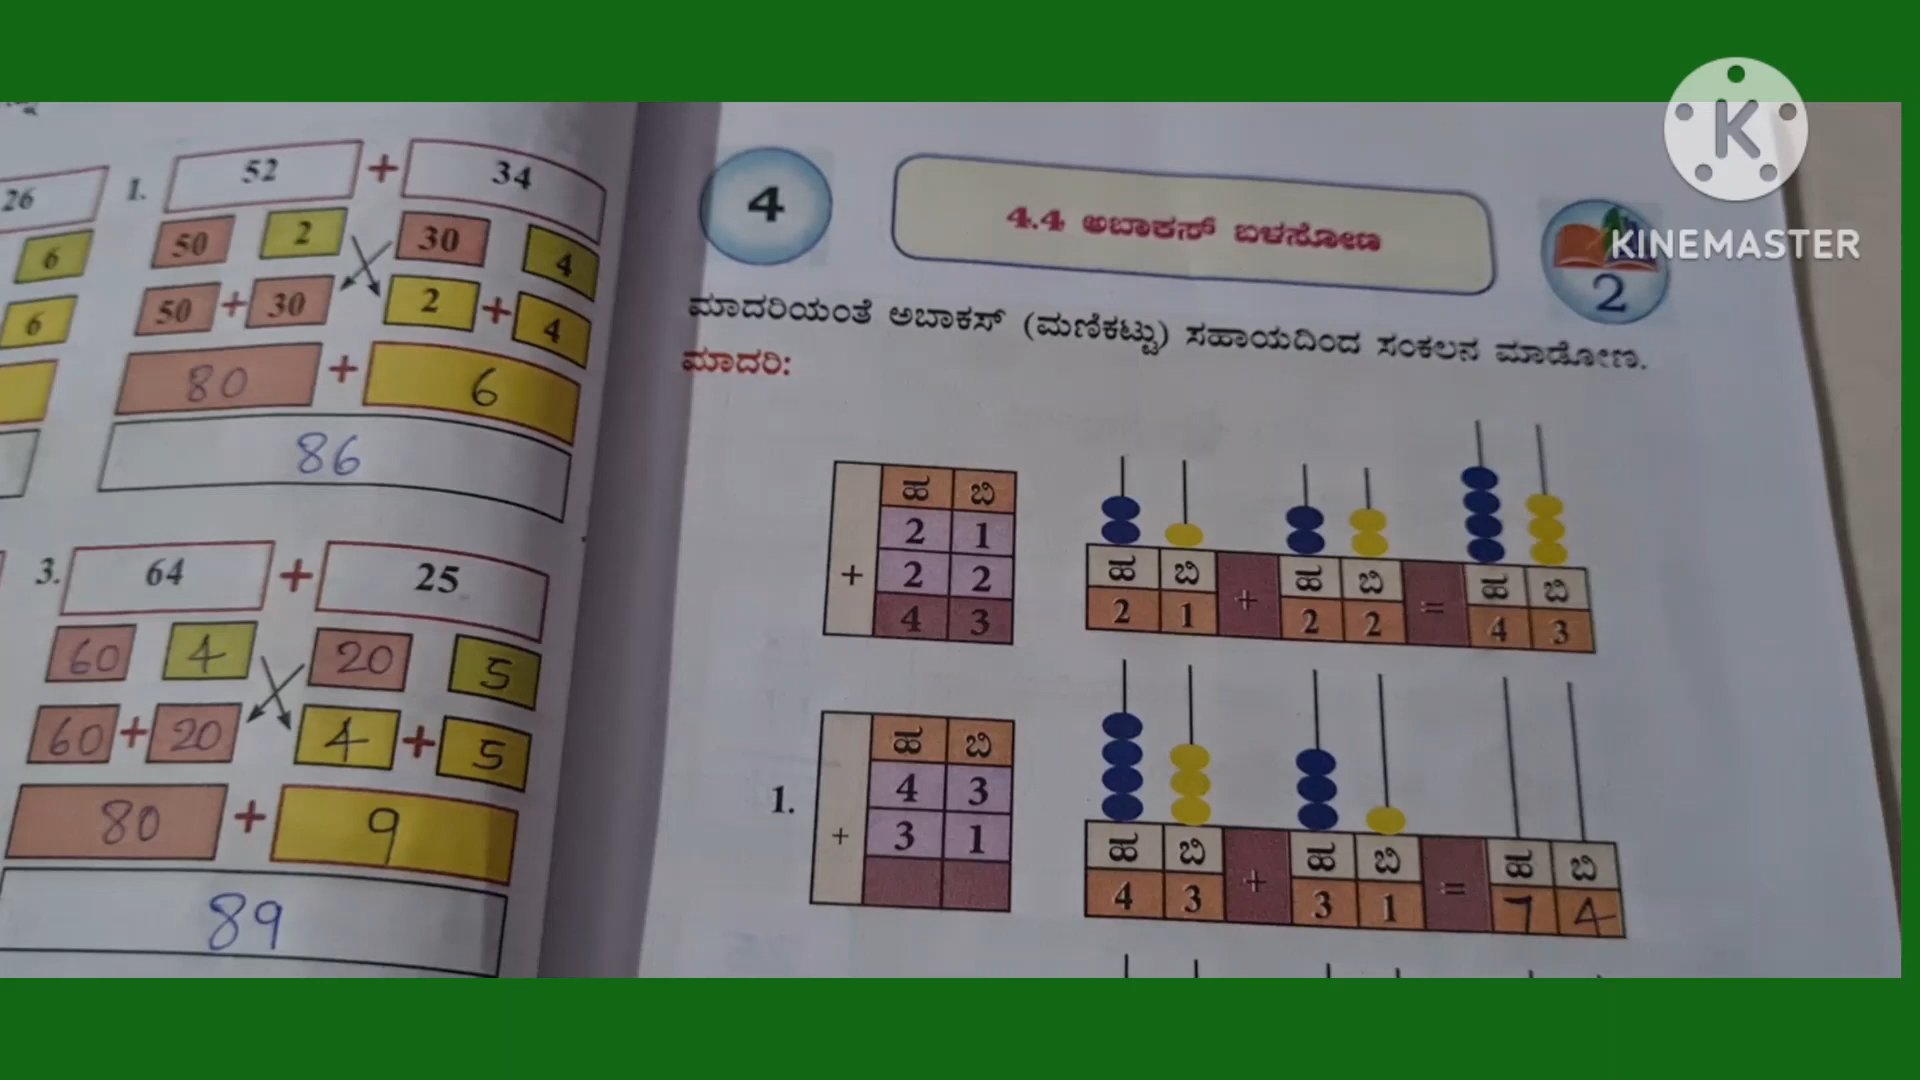 26
1. 52 + 34
6 50 2 30 4
6 50 + 30 2 + 4
80 + 6
86
3. 64 + 25
60 4 20 5
60 + 20 4 + 5
80 + 9
89
4
4.4 ಅಬಾಕಸ್ ಬಳಸೋಣ
2
KINEMASTER
ಮಾದರಿಯಂತೆ ಅಬಾಕಸ್ (ಮಣಿಕಟ್ಟು) ಸಹಾಯದಿಂದ ಸಂಕಲನ ಮಾಡೋಣ.
ಮಾದರಿ:
ಹ ಬಿ
2 1
+ 2 2
4 3
ಹ ಬಿ ಹ ಬಿ ಹ ಬಿ
2 1 + 2 2 = 4 3
1.
ಹ ಬಿ
4 3
+ 3 1
ಹ ಬಿ ಹ ಬಿ ಹ ಬಿ
4 3 + 3 1 = 7 4